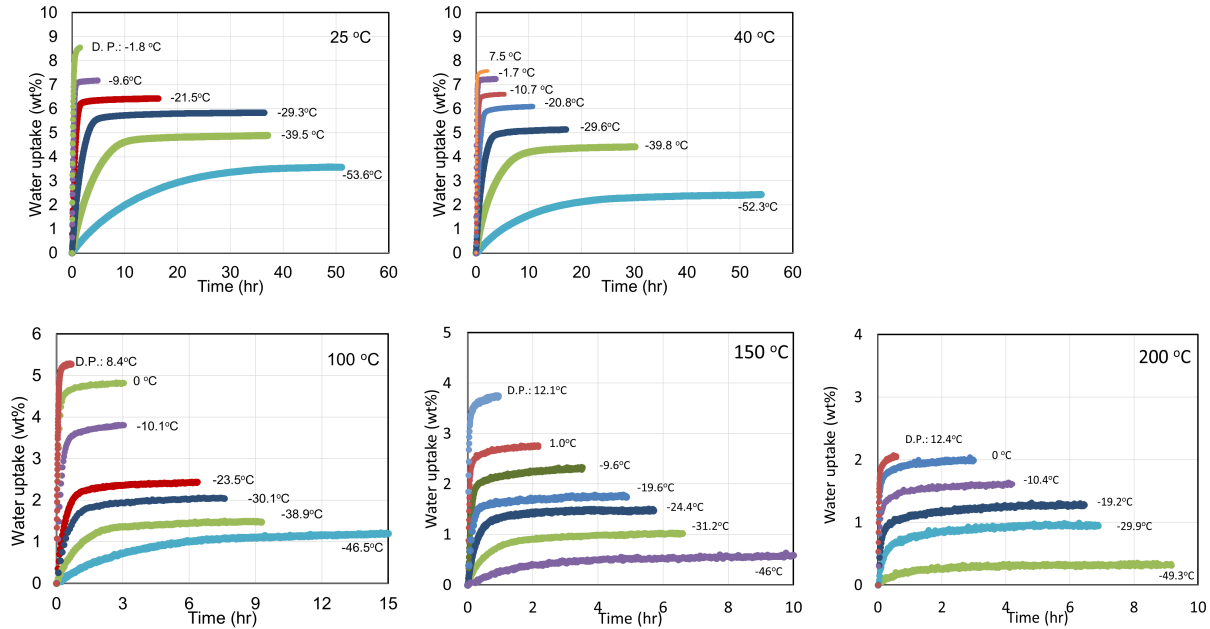 25 °C
Water uptake (wt%)
10
9
8
7
6
5
4
3
2
1
0
D. P.: -1.8 °C
-9.6°C
-21.5°C
-29.3°C
-39.5 °C
-53.6°C
0 10 20 30 40 50 60
Time (hr)
40 °C
Water uptake (wt%)
10
9
8
7
6
5
4
3
2
1
0
7.5 °C
-1.7 °C
-10.7 °C
-20.8°C
-29.6°C
-39.8 °C
-52.3°C
0 10 20 30 40 50 60
Time (hr)
100 °C
Water uptake (wt%)
6
5
4
3
2
1
0
D.P.: 8.4°C
0 °C
-10.1°C
-23.5°C
-30.1°C
-38.9°C
-46.5°C
0 3 6 9 12 15
Time (hr)
150 °C
Water uptake (wt%)
5
4
3
2
1
0
D.P.: 12.1°C
1.0°C
-9.6°C
-19.6°C
-24.4°C
-31.2°C
-46°C
0 2 4 6 8 10
Time (hr)
200 °C
Water uptake (wt%)
4
3
2
1
0
D.P.: 12.4°C
0 °C
-10.4°C
-19.2°C
-29.9°C
-49.3°C
0 2 4 6 8 10
Time (hr)